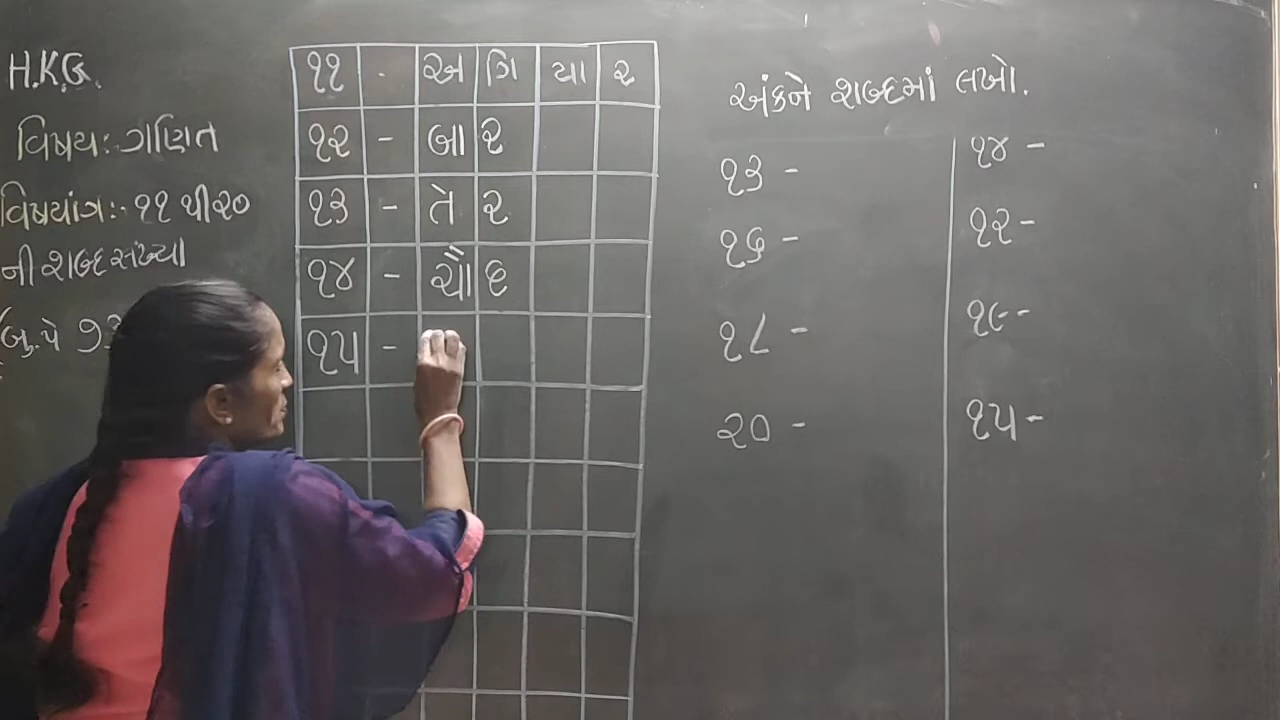 H.K.G.
વિષય:- ગણિત
વિષયાંગ:- ૧૧ થી ૨૦
ની શબ્દ સંખ્યા
બુ.પે
૧૧ - અગિયાર
૧૨ - બાર
૧૩ - તેર
૧૪ - ચૌદ
૧૫ -
અંકને શબ્દમાં લખો.
૧૩ -
૧૬ -
૧૮ -
૨૦ -
૧૪ -
૧૨ -
૧૯ -
૧૫ -